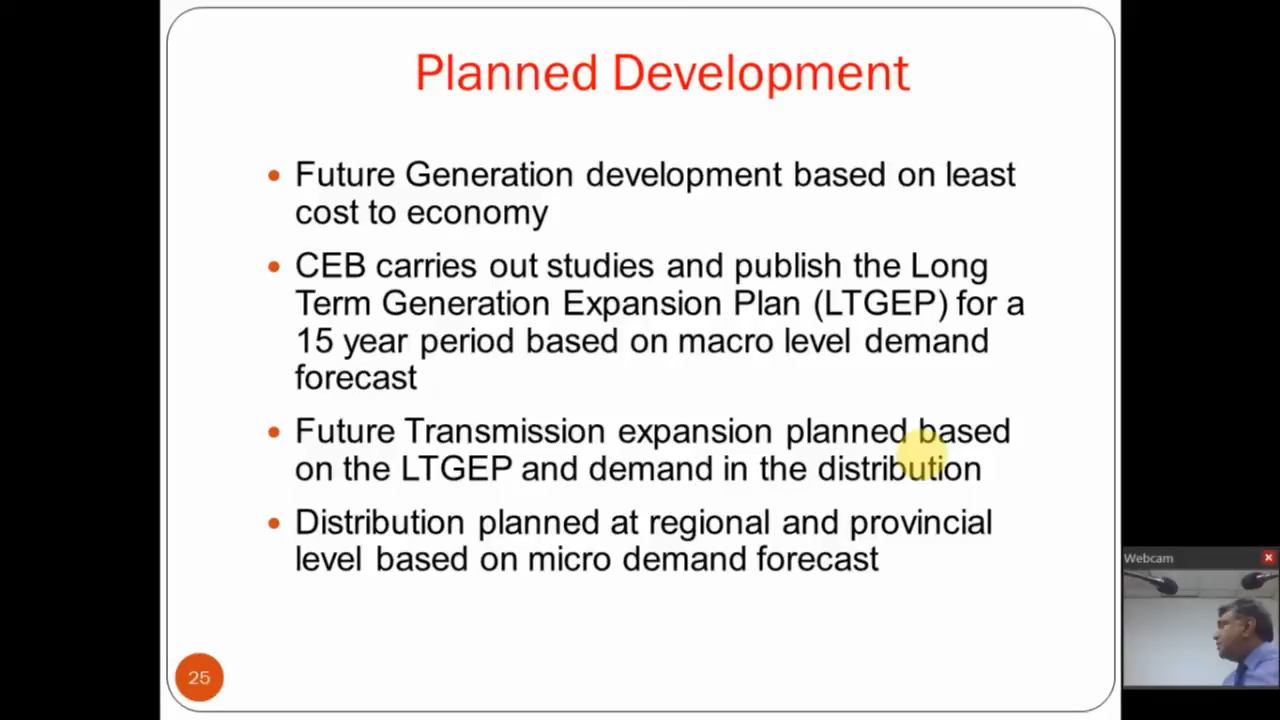 Planned Development
• Future Generation development based on least
cost to economy
• CEB carries out studies and publish the Long
Term Generation Expansion Plan (LTGEP) for a
15 year period based on macro level demand
forecast
• Future Transmission expansion planned based
on the LTGEP and demand in the distribution
• Distribution planned at regional and provincial
level based on micro demand forecast
Webcam
25